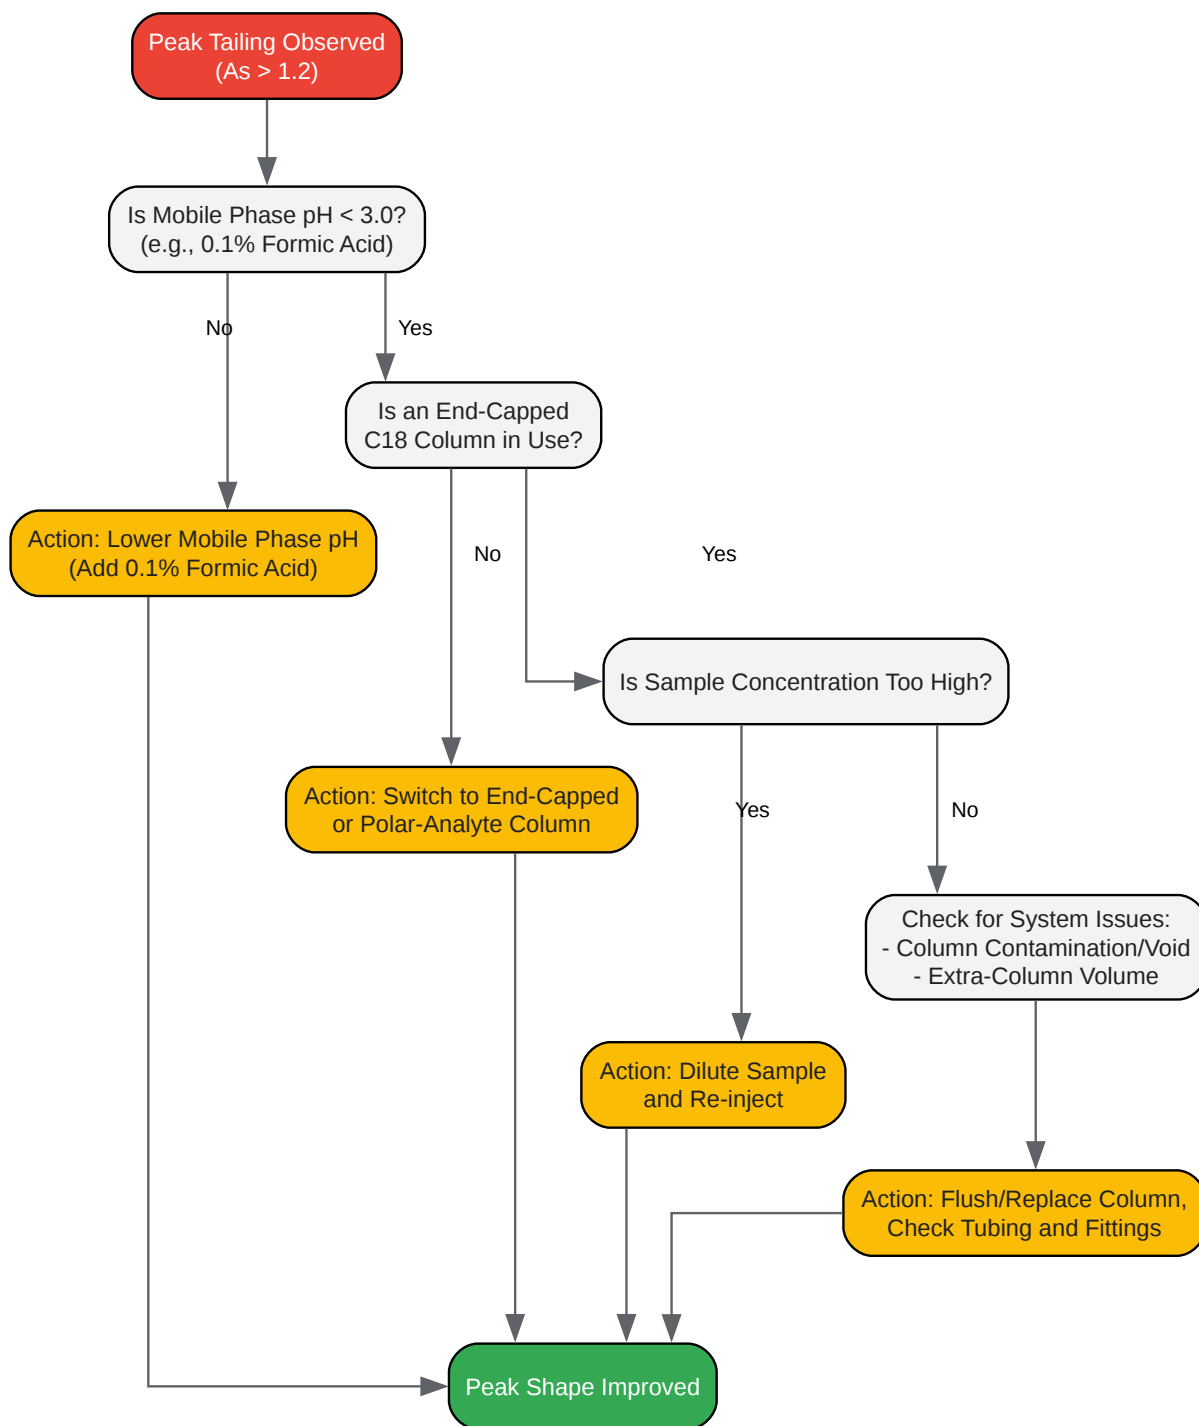 Peak Tailing Observed
(As > 1.2)
Is Mobile Phase pH < 3.0?
(e.g., 0.1% Formic Acid)
No
Yes
Is an End-Capped
C18 Column in Use?
Action: Lower Mobile Phase pH
(Add 0.1% Formic Acid)
No
Yes
Is Sample Concentration Too High?
Action: Switch to End-Capped
or Polar-Analyte Column
Yes
No
Check for System Issues:
- Column Contamination/Void
- Extra-Column Volume
Action: Dilute Sample
and Re-inject
Action: Flush/Replace Column,
Check Tubing and Fittings
Peak Shape Improved